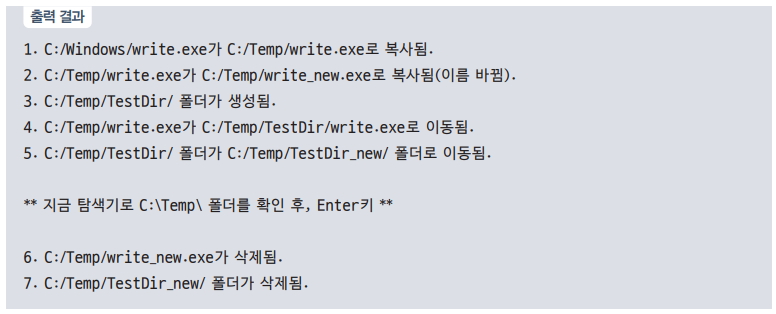 출력 결과
1. C:/Windows/write.exe가 C:/Temp/write.exe로 복사됨.
2. C:/Temp/write.exe가 C:/Temp/write_new.exe로 복사됨(이름 바뀜).
3. C:/Temp/TestDir/ 폴더가 생성됨.
4. C:/Temp/write.exe가 C:/Temp/TestDir/write.exe로 이동됨.
5. C:/Temp/TestDir/ 폴더가 C:/Temp/TestDir_new/ 폴더로 이동됨.
** 지금 탐색기로 C:\Temp\ 폴더를 확인 후, Enter키 **
6. C:/Temp/write_new.exe가 삭제됨.
7. C:/Temp/TestDir_new/ 폴더가 삭제됨.